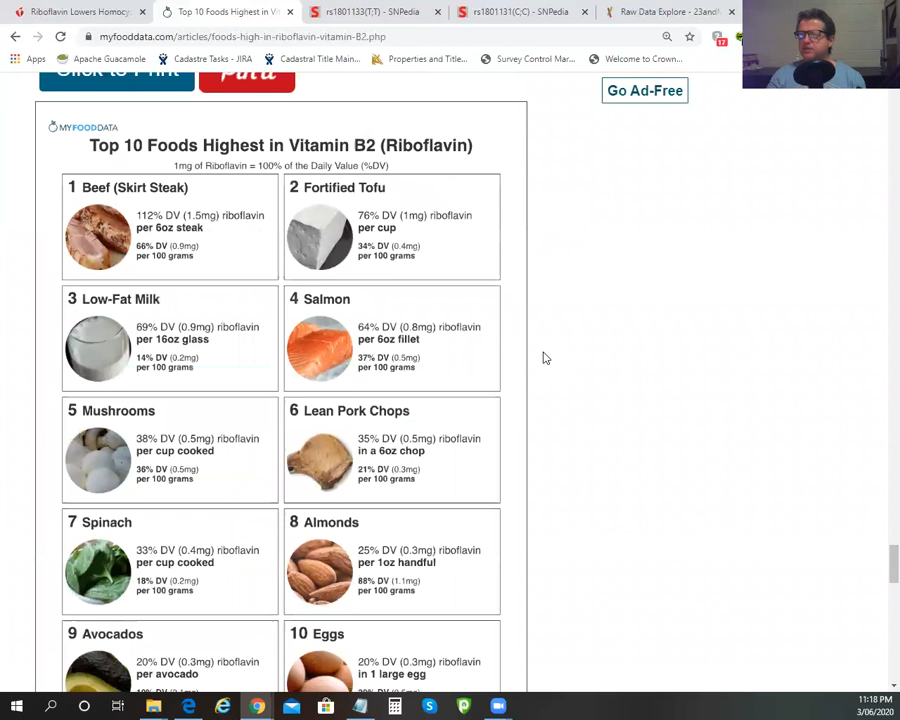 Riboflavin Lowers Homocy
Top 10 Foods Highest in Vi
rs1801133(T;T) - SNPedia
rs1801131(C;C) - SNPedia
Raw Data Explore - 23andM
myfooddata.com/articles/foods-high-in-riboflavin-vitamin-B2.php
17
Apps
Apache Guacamole
Cadastre Tasks - JIRA
Cadastral Title Main...
Properties and Title...
Survey Control Mar...
Welcome to Crown...
Click to Print
Go Ad-Free
MYFOODDATA
Top 10 Foods Highest in Vitamin B2 (Riboflavin)
1mg of Riboflavin = 100% of the Daily Value (%DV)
1 Beef (Skirt Steak)
112% DV (1.5mg) riboflavin
per 6oz steak
66% DV (0.9mg)
per 100 grams
2 Fortified Tofu
76% DV (1mg) riboflavin
per cup
34% DV (0.4mg)
per 100 grams
3 Low-Fat Milk
69% DV (0.9mg) riboflavin
per 16oz glass
14% DV (0.2mg)
per 100 grams
4 Salmon
64% DV (0.8mg) riboflavin
per 6oz fillet
37% DV (0.5mg)
per 100 grams
5 Mushrooms
38% DV (0.5mg) riboflavin
per cup cooked
36% DV (0.5mg)
per 100 grams
6 Lean Pork Chops
35% DV (0.5mg) riboflavin
in a 6oz chop
21% DV (0.3mg)
per 100 grams
7 Spinach
33% DV (0.4mg) riboflavin
per cup cooked
18% DV (0.2mg)
per 100 grams
8 Almonds
25% DV (0.3mg) riboflavin
per 1oz handful
88% DV (1.1mg)
per 100 grams
9 Avocados
20% DV (0.3mg) riboflavin
per avocado
10 Eggs
20% DV (0.3mg) riboflavin
in 1 large egg
11:18 PM
3/06/2020